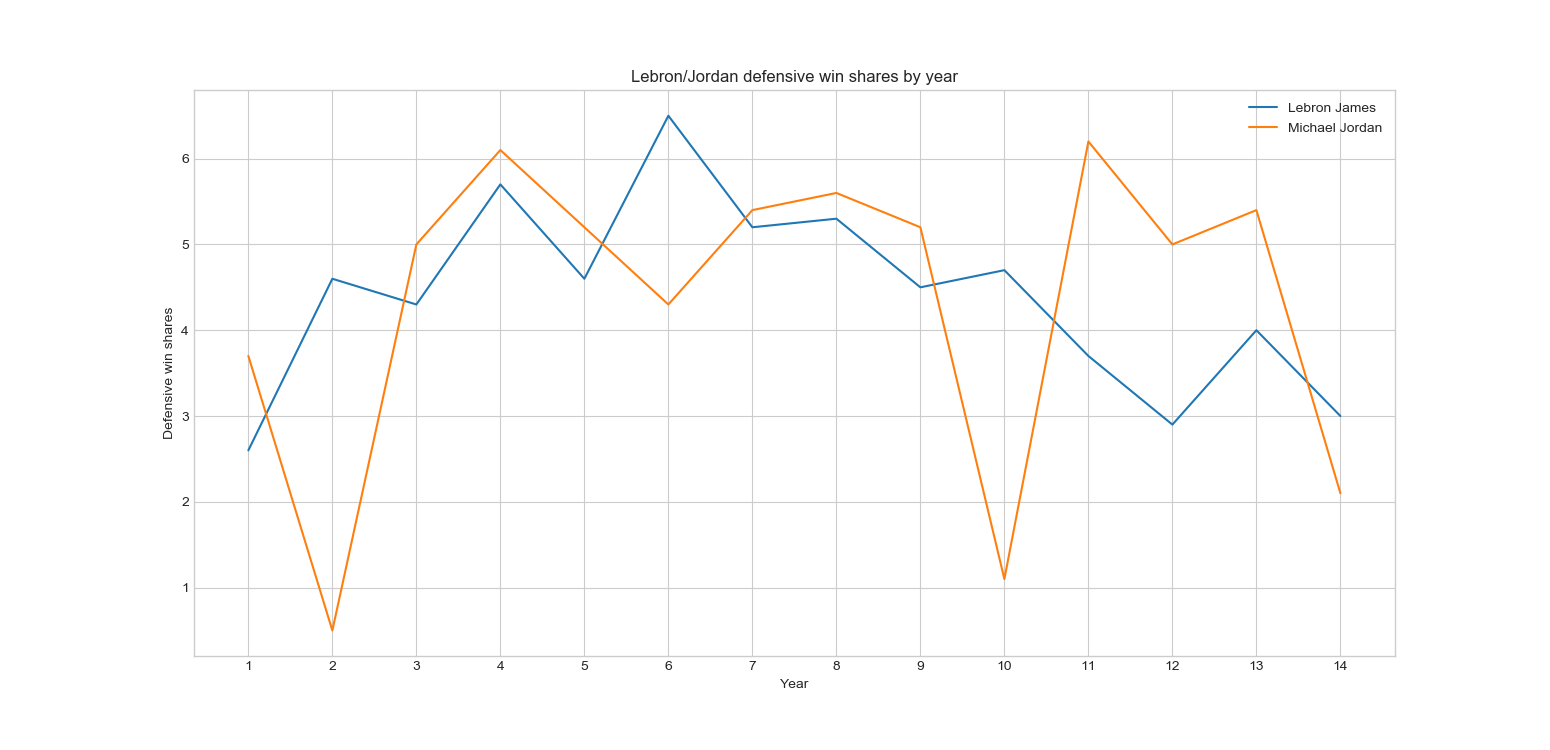 Lebron/Jordan defensive win shares by year
Lebron James
Michael Jordan
Defensive win shares
6
5
4
3
2
1
1 2 3 4 5 6 7 8 9 10 11 12 13 14
Year